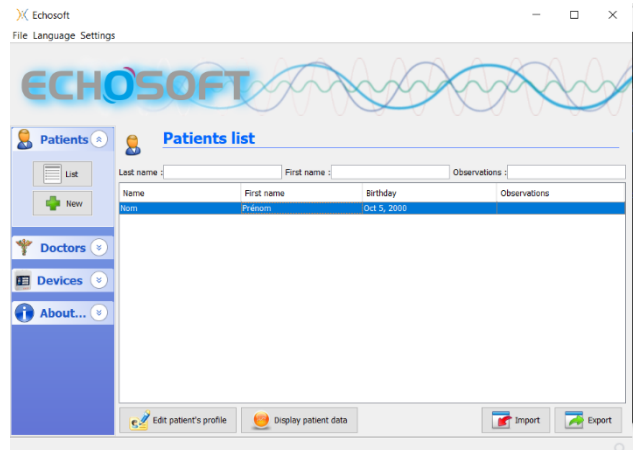 Echosoft
File Language Settings
ECHOSOFT
Patients
List
New
Doctors
Devices
About...
Patients list
Last name : First name : Observations :
Name First name Birthday Observations
Nom Prénom Oct 5, 2000
Edit patient's profile Display patient data Import Export